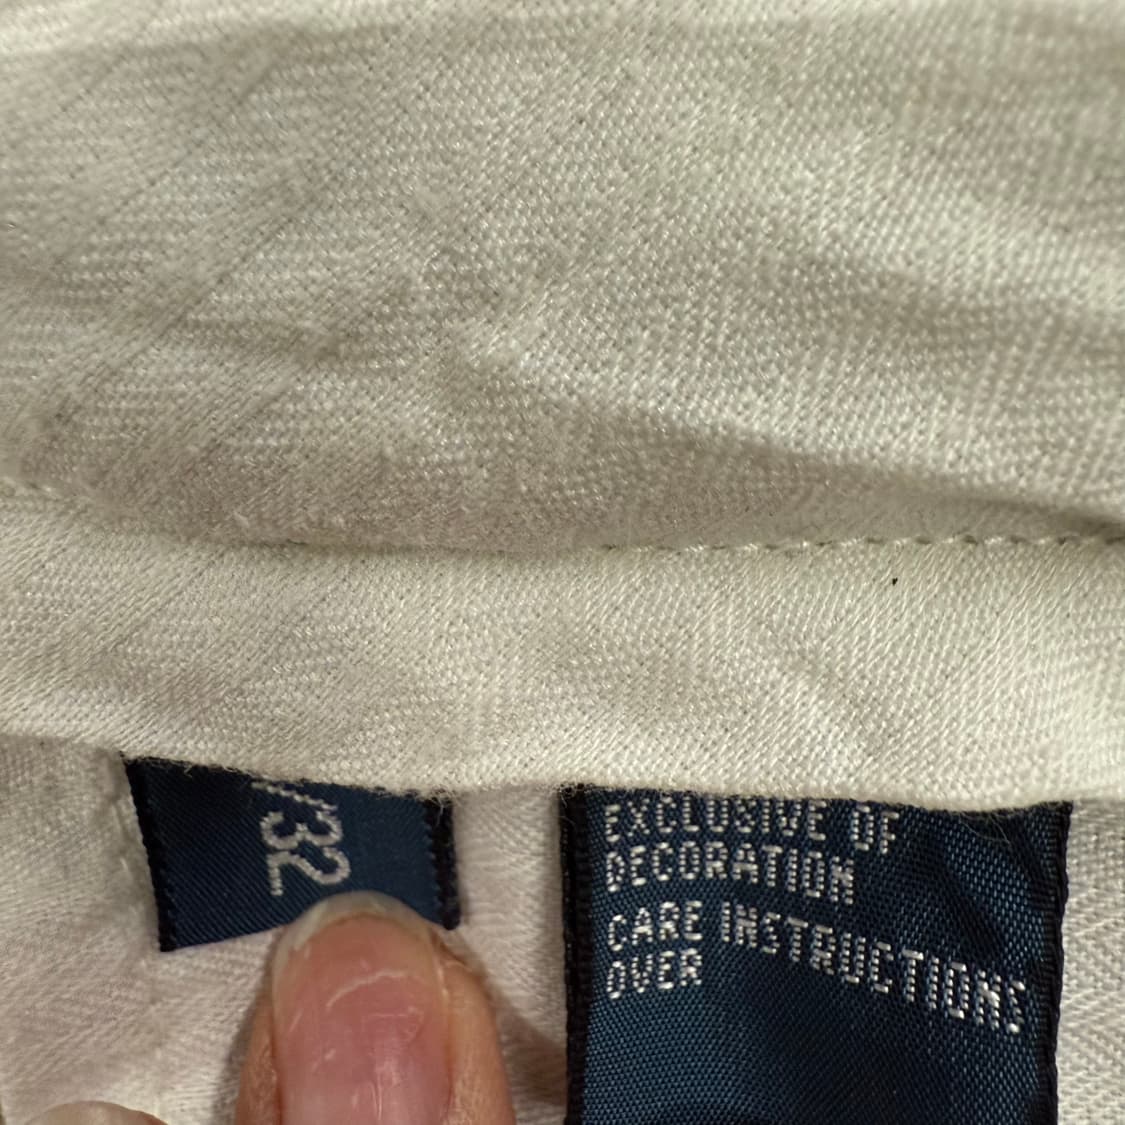 /32
EXCLUSIVE OF
DECORATION
CARE INSTRUCTIONS
OVER